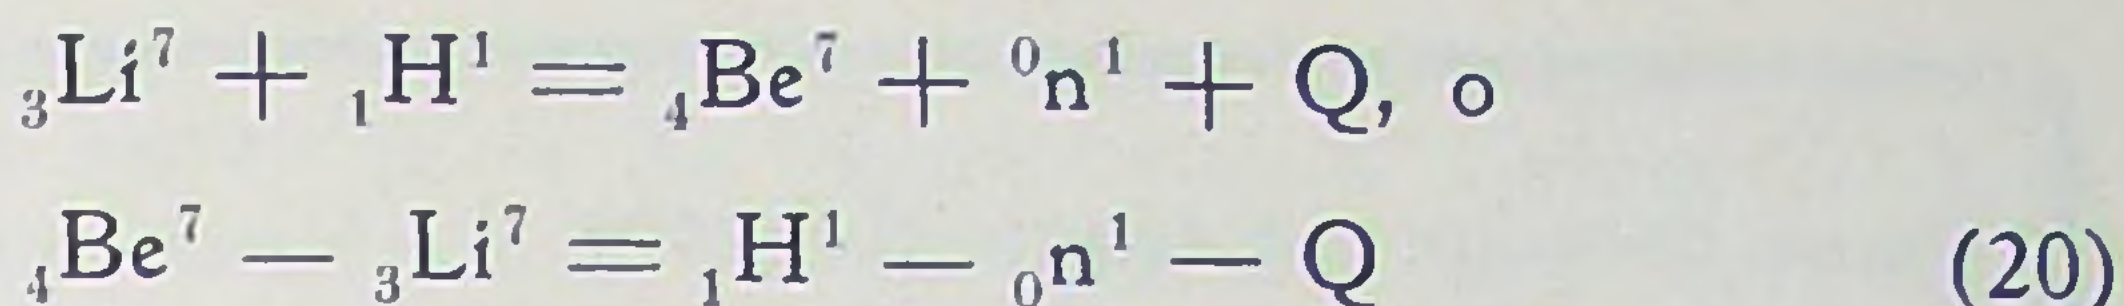 ₃Li⁷ + ₁H¹ = ₄Be⁷ + ⁰n¹ + Q, o
₄Be⁷ — ₃Li⁷ = ₁H¹ — ₀n¹ — Q (20)